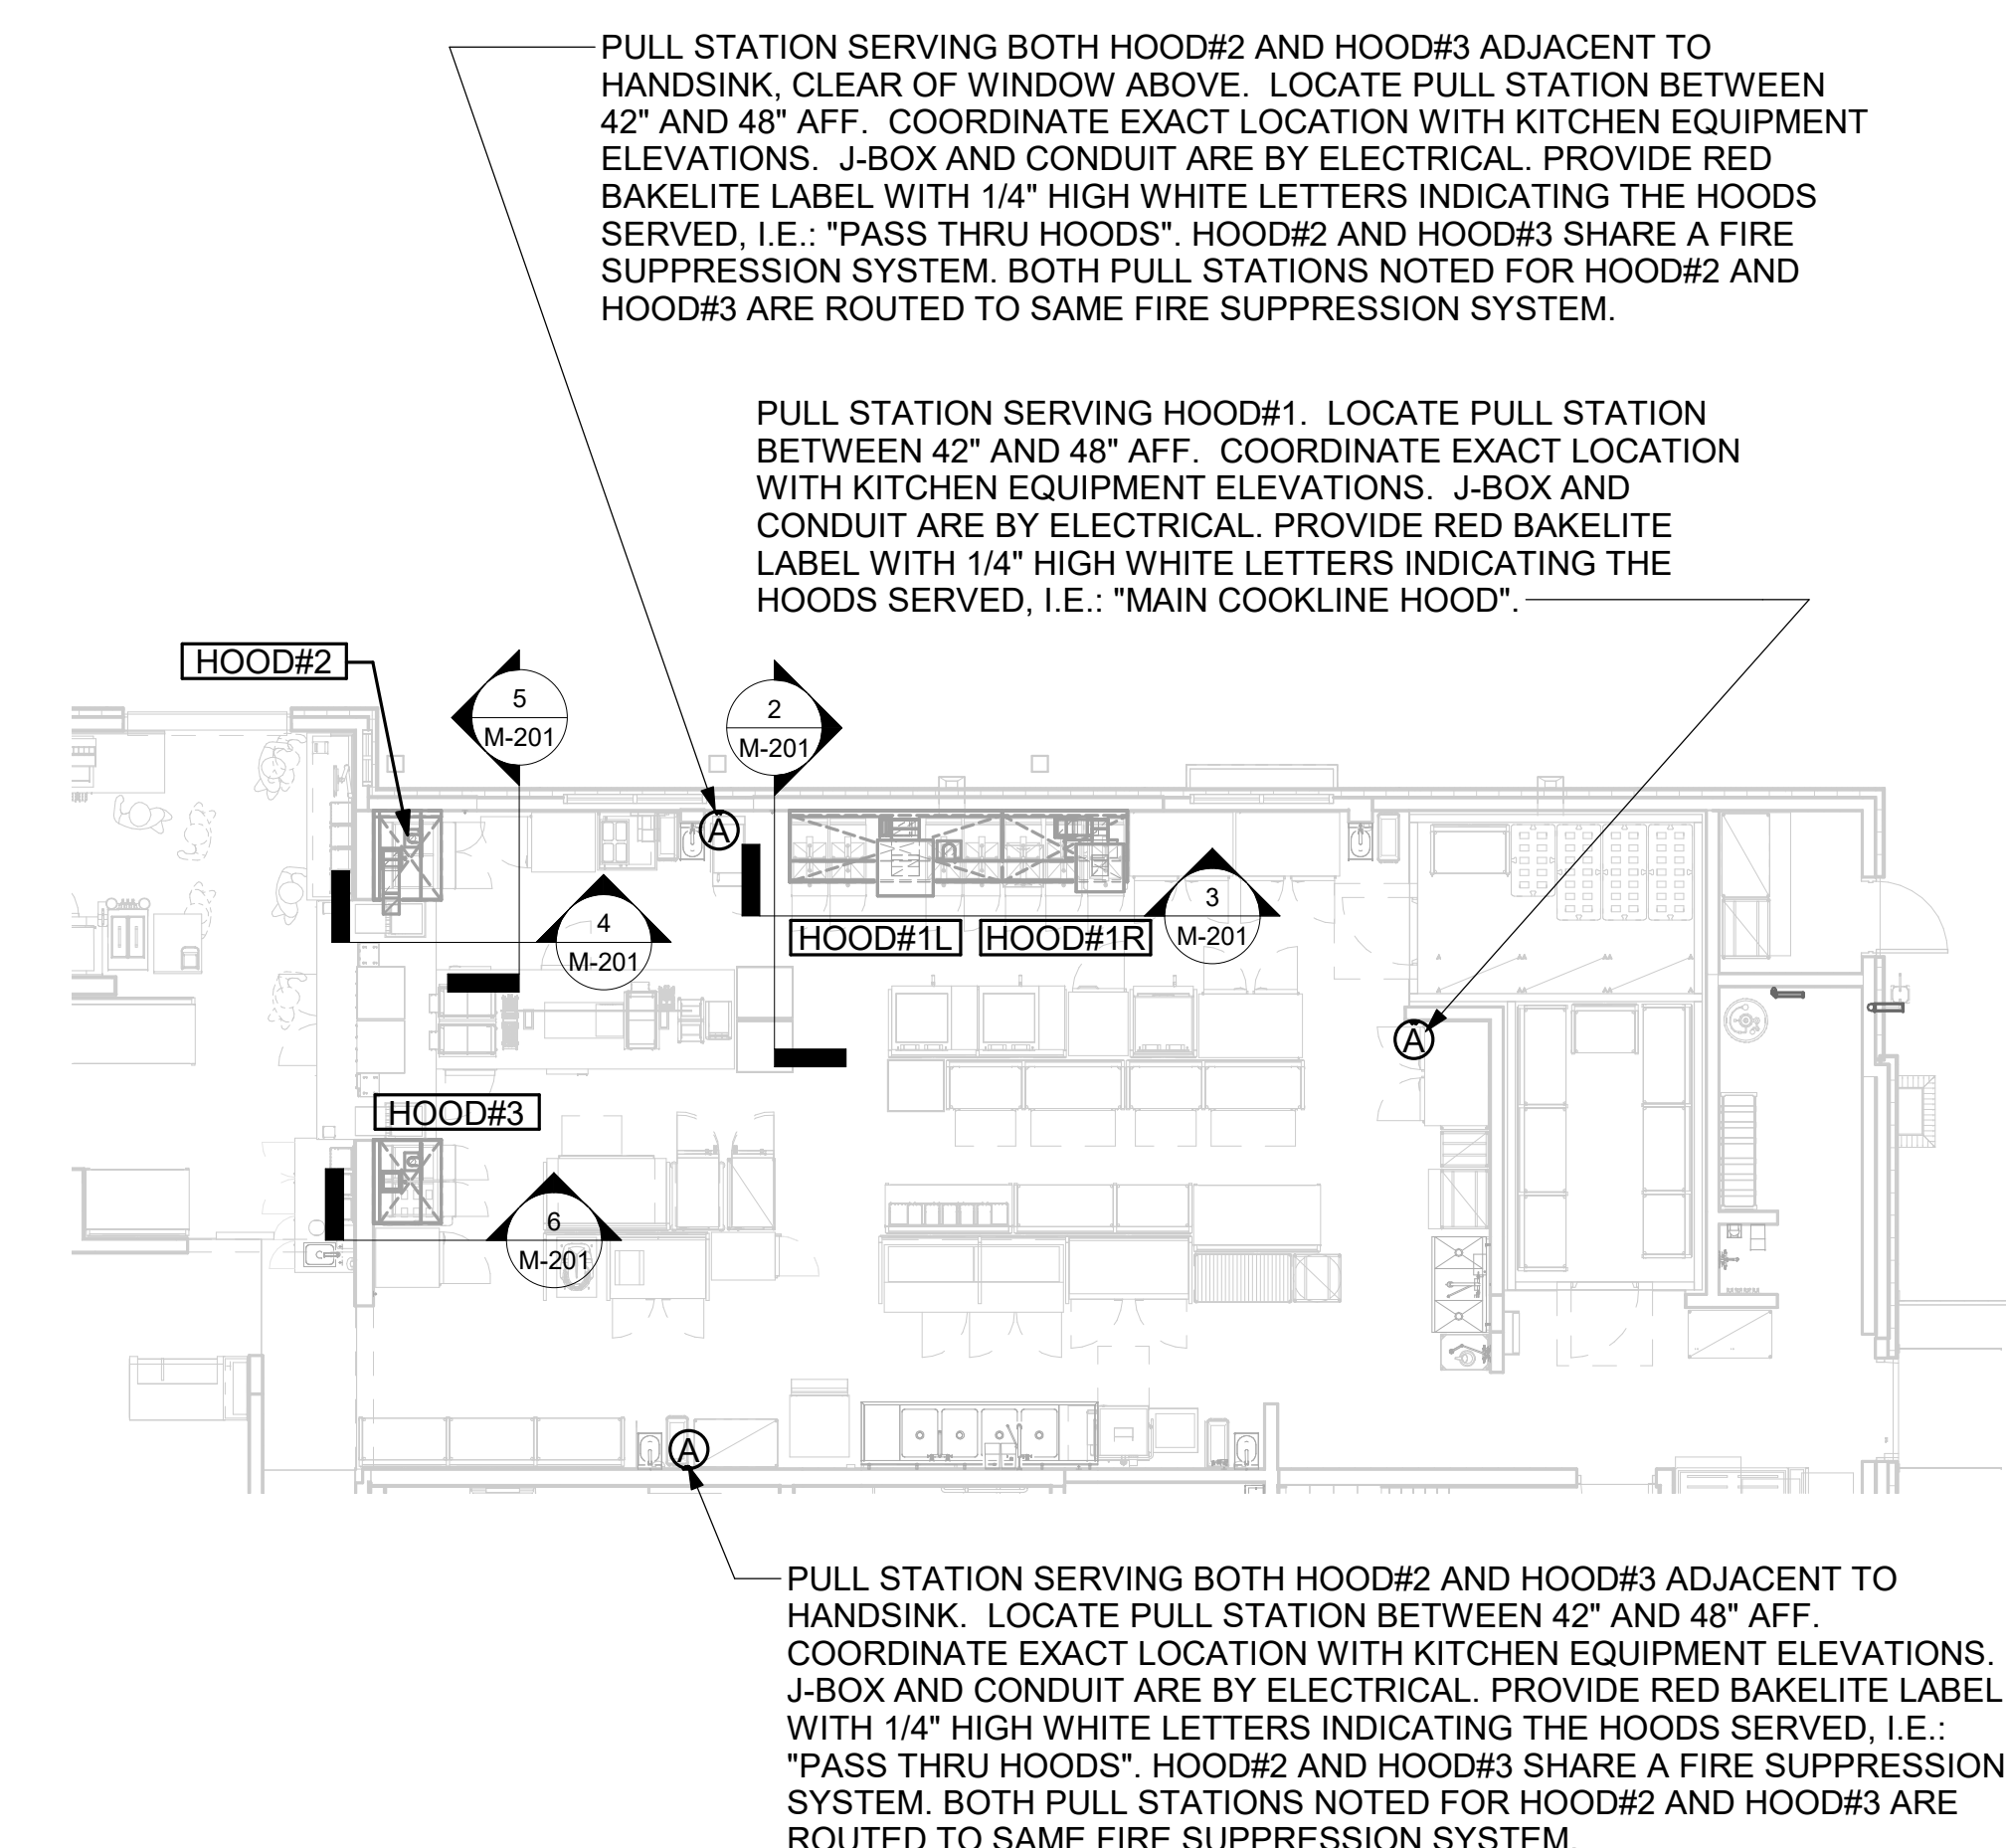 PULL STATION SERVING BOTH HOOD#2 AND HOOD#3 ADJACENT TO
HANDSINK, CLEAR OF WINDOW ABOVE. LOCATE PULL STATION BETWEEN
42" AND 48" AFF. COORDINATE EXACT LOCATION WITH KITCHEN EQUIPMENT
ELEVATIONS. J-BOX AND CONDUIT ARE BY ELECTRICAL. PROVIDE RED
BAKELITE LABEL WITH 1/4" HIGH WHITE LETTERS INDICATING THE HOODS
SERVED, I.E.: "PASS THRU HOODS". HOOD#2 AND HOOD#3 SHARE A FIRE
SUPPRESSION SYSTEM. BOTH PULL STATIONS NOTED FOR HOOD#2 AND
HOOD#3 ARE ROUTED TO SAME FIRE SUPPRESSION SYSTEM.
PULL STATION SERVING HOOD#1. LOCATE PULL STATION
BETWEEN 42" AND 48" AFF. COORDINATE EXACT LOCATION
WITH KITCHEN EQUIPMENT ELEVATIONS. J-BOX AND
CONDUIT ARE BY ELECTRICAL. PROVIDE RED BAKELITE
LABEL WITH 1/4" HIGH WHITE LETTERS INDICATING THE
HOODS SERVED, I.E.: "MAIN COOKLINE HOOD".
HOOD#2
5
M-201
2
M-201
A
4
M-201
HOOD#1L
HOOD#1R
3
M-201
A
HOOD#3
6
M-201
A
PULL STATION SERVING BOTH HOOD#2 AND HOOD#3 ADJACENT TO
HANDSINK. LOCATE PULL STATION BETWEEN 42" AND 48" AFF.
COORDINATE EXACT LOCATION WITH KITCHEN EQUIPMENT ELEVATIONS.
J-BOX AND CONDUIT ARE BY ELECTRICAL. PROVIDE RED BAKELITE LABEL
WITH 1/4" HIGH WHITE LETTERS INDICATING THE HOODS SERVED, I.E.:
"PASS THRU HOODS". HOOD#2 AND HOOD#3 SHARE A FIRE SUPPRESSION
SYSTEM. BOTH PULL STATIONS NOTED FOR HOOD#2 AND HOOD#3 ARE
ROUTED TO SAME FIRE SUPPRESSION SYSTEM.